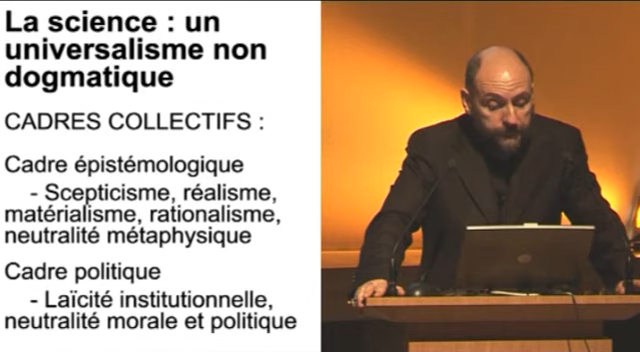 La science : un
universalisme non
dogmatique
CADRES COLLECTIFS :
Cadre épistémologique
- Scepticisme, réalisme,
matérialisme, rationalisme,
neutralité métaphysique
Cadre politique
- Laïcité institutionnelle,
neutralité morale et politique